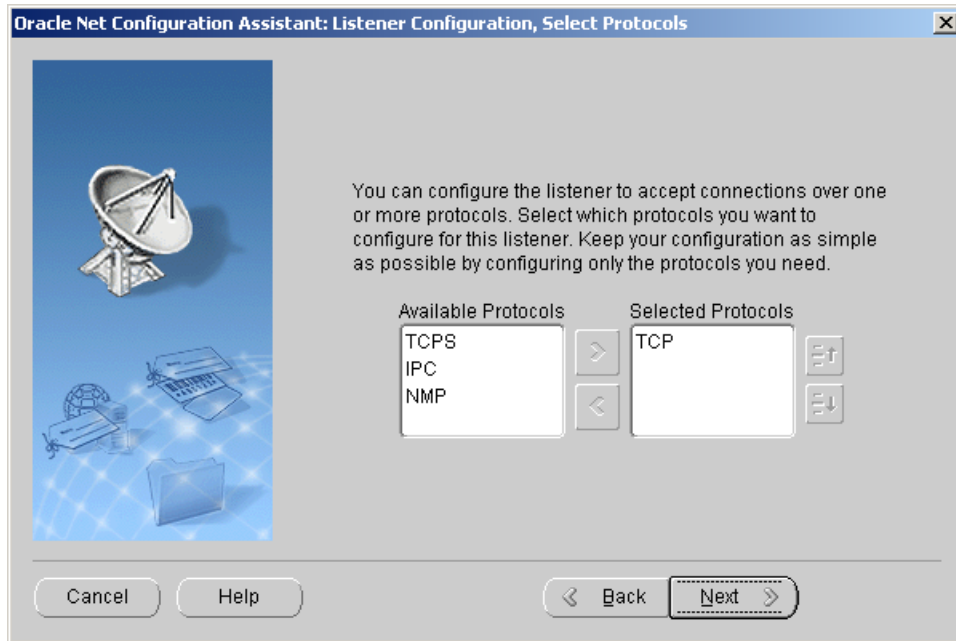 Oracle Net Configuration Assistant: Listener Configuration, Select Protocols
You can configure the listener to accept connections over one
or more protocols. Select which protocols you want to
configure for this listener. Keep your configuration as simple
as possible by configuring only the protocols you need.
Available Protocols
Selected Protocols
TCPS
IPC
NMP
TCP
Cancel
Help
Back
Next